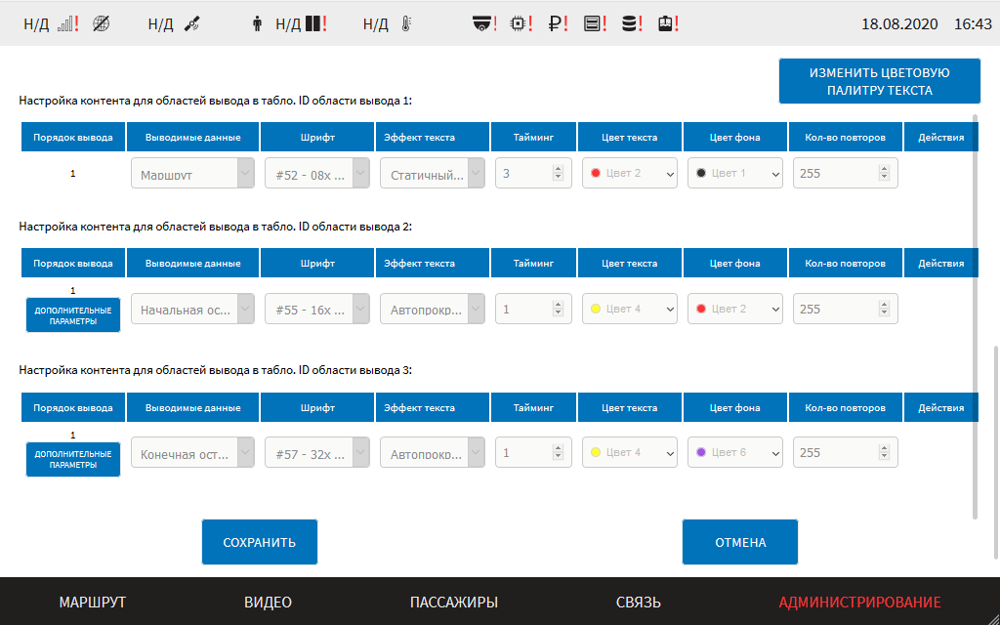 Н/Д ! Н/Д Н/Д ! Н/Д ! ! ! ! ! ! 18.08.2020 16:43
ИЗМЕНИТЬ ЦВЕТОВУЮ
ПАЛИТРУ ТЕКСТА
Настройка контента для областей вывода в табло. ID области вывода 1:
Порядок вывода Выводимые данные Шрифт Эффект текста Тайминг Цвет текста Цвет фона Кол-во повторов Действия
1 Маршрут #52 - 08x ... Статичный... 3 Цвет 2 Цвет 1 255
Настройка контента для областей вывода в табло. ID области вывода 2:
Порядок вывода Выводимые данные Шрифт Эффект текста Тайминг Цвет текста Цвет фона Кол-во повторов Действия
1
ДОПОЛНИТЕЛЬНЫЕ
ПАРАМЕТРЫ
Начальная ос... #55 - 16x ... Автопрокр... 1 Цвет 4 Цвет 2 255
Настройка контента для областей вывода в табло. ID области вывода 3:
Порядок вывода Выводимые данные Шрифт Эффект текста Тайминг Цвет текста Цвет фона Кол-во повторов Действия
1
ДОПОЛНИТЕЛЬНЫЕ
ПАРАМЕТРЫ
Конечная ост... #57 - 32x ... Автопрокр... 1 Цвет 4 Цвет 6 255
СОХРАНИТЬ ОТМЕНА
МАРШРУТ ВИДЕО ПАССАЖИРЫ СВЯЗЬ АДМИНИСТРИРОВАНИЕ